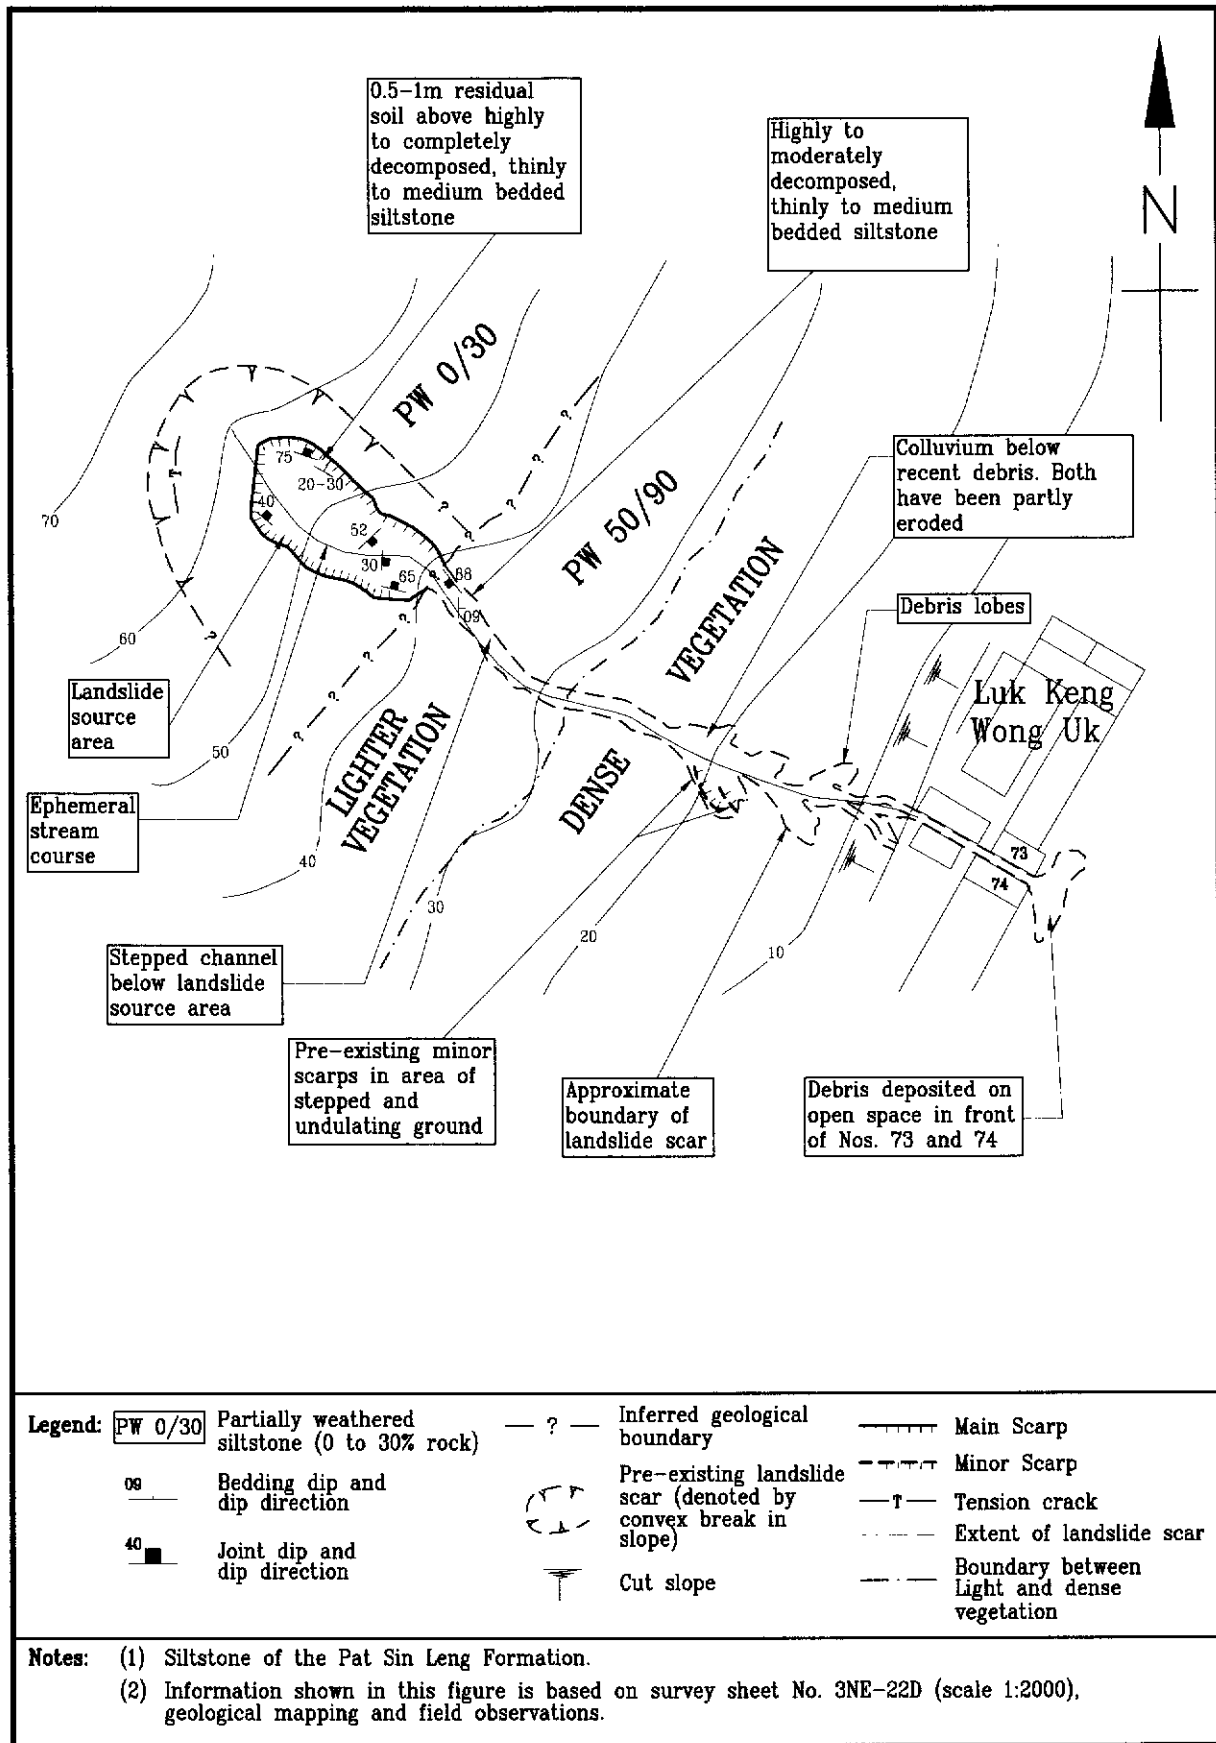 0.5-1m residual
soil above highly
to completely
decomposed, thinly
to medium bedded
siltstone
Highly to
moderately
decomposed,
thinly to medium
bedded siltstone
N
PW 0/30
Colluvium below
recent debris. Both
have been partly
eroded
75
20-30
40
52
30
65
88
09
?
?
?
?
?
?
?
?
?
T
70
60
50
40
30
20
10
PW 50/90
VEGETATION
Debris lobes
Luk Keng
Wong Uk
Landslide
source
area
LIGHTER
VEGETATION
DENSE
Ephemeral
stream
course
73
74
Stepped channel
below landslide
source area
Pre-existing minor
scarps in area of
stepped and
undulating ground
Approximate
boundary of
landslide scar
Debris deposited on
open space in front
of Nos. 73 and 74
Legend:
PW 0/30
Partially weathered
siltstone (0 to 30% rock)
09
Bedding dip and
dip direction
40
Joint dip and
dip direction
?
Inferred geological
boundary
Pre-existing landslide
scar (denoted by
convex break in
slope)
Cut slope
Main Scarp
Minor Scarp
T
Tension crack
Extent of landslide scar
Boundary between
Light and dense
vegetation
Notes: (1) Siltstone of the Pat Sin Leng Formation.
(2) Information shown in this figure is based on survey sheet No. 3NE-22D (scale 1:2000),
geological mapping and field observations.